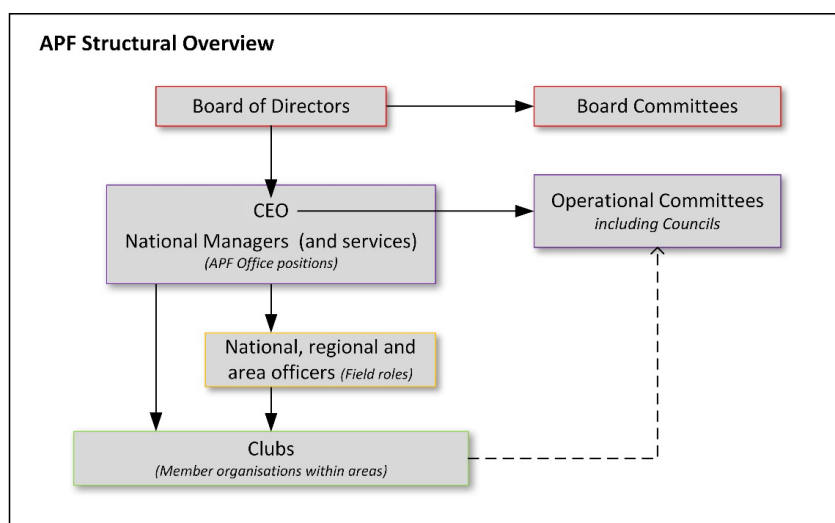 APF Structural Overview
Board of Directors
Board Committees
CEO
National Managers (and services)
(APF Office positions)
Operational Committees
including Councils
National, regional and
area officers (Field roles)
Clubs
(Member organisations within areas)